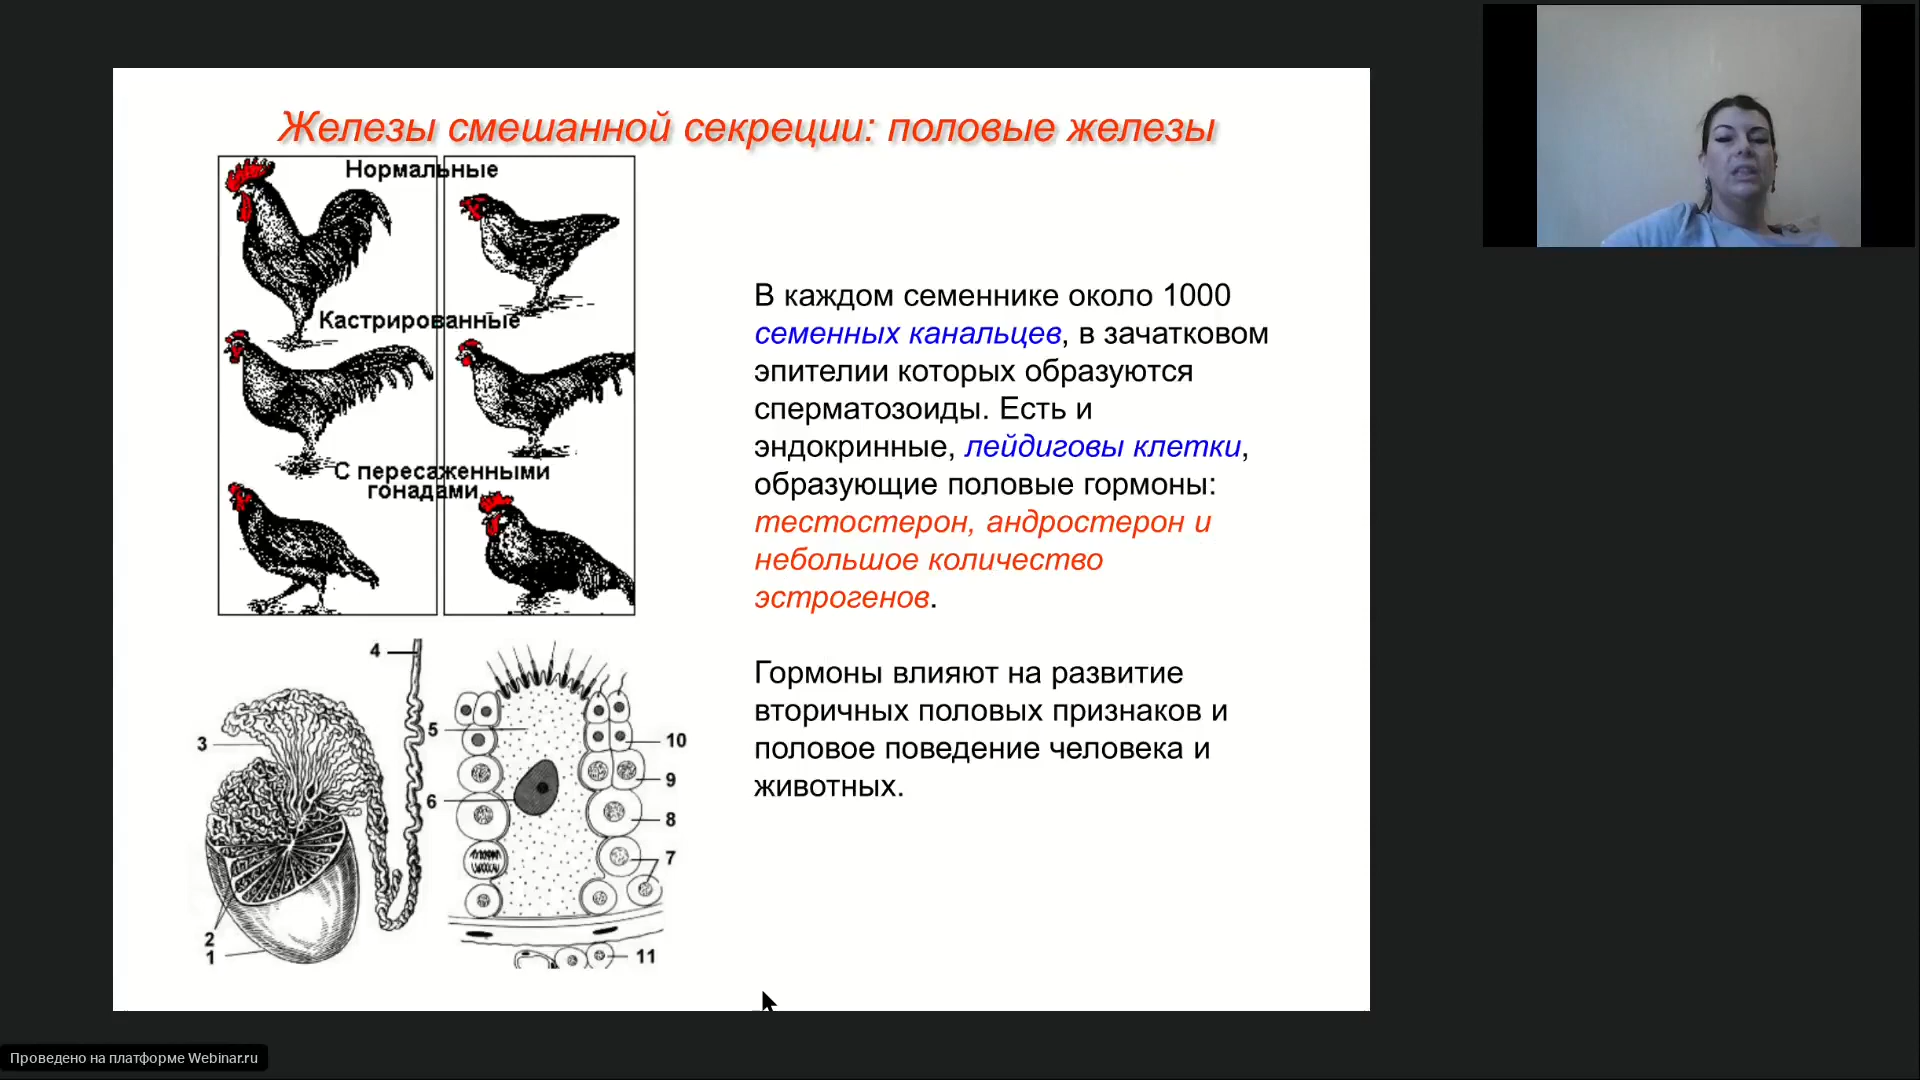 Железы смешанной секреции: половые железы
Нормальные
Кастрированные
С пересаженными
гонадами
В каждом семеннике около 1000
семенных канальцев, в зачатковом
эпителии которых образуются
сперматозоиды. Есть и
эндокринные, лейдиговы клетки,
образующие половые гормоны:
тестостерон, андростерон и
небольшое количество
эстрогенов.
Гормоны влияют на развитие
вторичных половых признаков и
половое поведение человека и
животных.
4
3
2
1
5
6
10
9
8
7
11
Проведено на платформе Webinar.ru